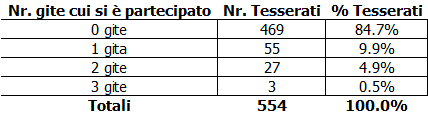 Nr. gite cui si è partecipato Nr. Tesserati % Tesserati
0 gite 469 84.7%
1 gita 55 9.9%
2 gite 27 4.9%
3 gite 3 0.5%
Totali 554 100.0%